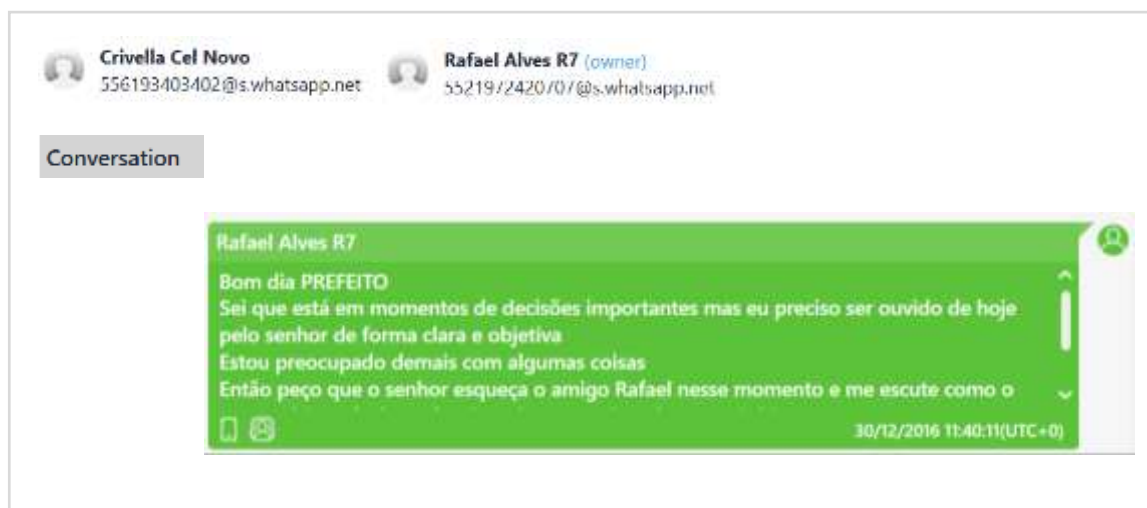 Crivella Cel Novo
556193403402@s.whatsapp.net
Rafael Alves R7 (owner)
5521972420707@s.whatsapp.net
Conversation
Rafael Alves R7
Bom dia PREFEITO
Sei que está em momentos de decisões importantes mas eu preciso ser ouvido de hoje
pelo senhor de forma clara e objetiva
Estou preocupado demais com algumas coisas
Então peço que o senhor esqueça o amigo Rafael nesse momento e me escute como o
30/12/2016 11:40:11(UTC+0)